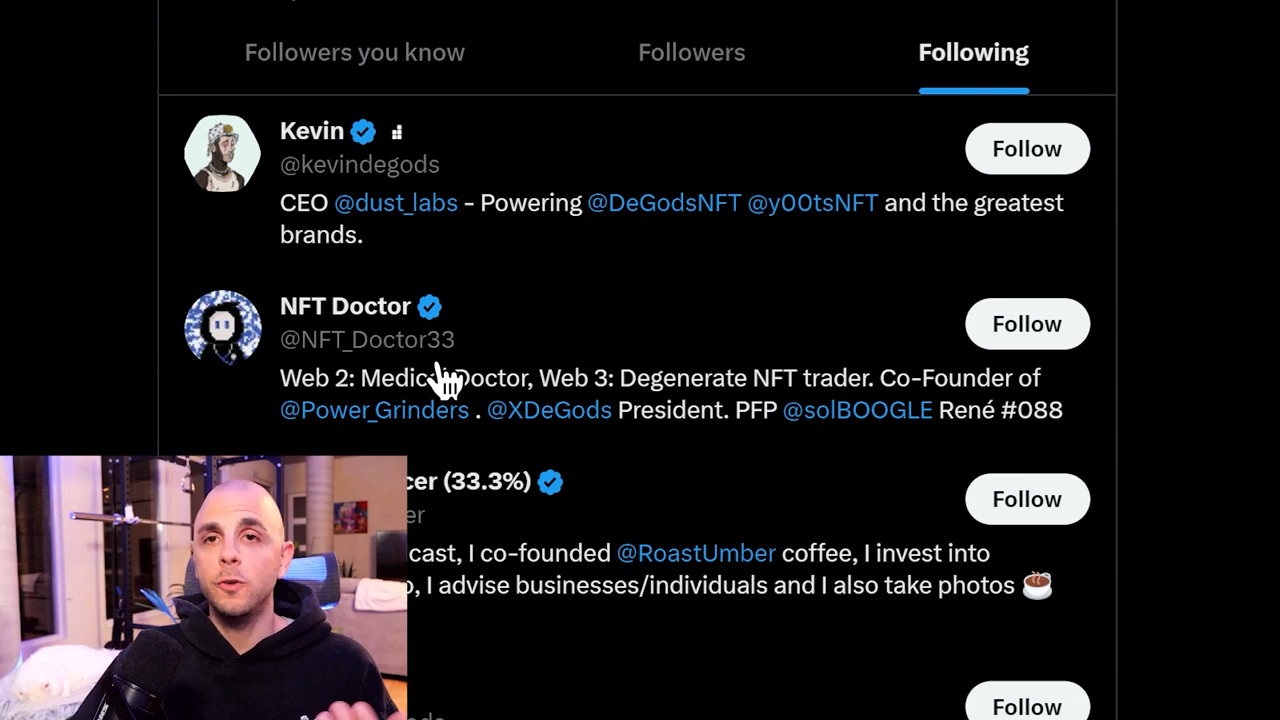 Followers you know
Followers
Following
Kevin
@kevindegods
CEO @dust_labs - Powering @DeGodsNFT @y00tsNFT and the greatest
brands.
Follow
NFT Doctor
@NFT_Doctor33
Web 2: Medical Doctor, Web 3: Degenerate NFT trader. Co-Founder of
@Power_Grinders . @XDeGods President. PFP @solBOOGLE René #088
Follow
cer (33.3%)
er
cast, I co-founded @RoastUmber coffee, I invest into
, I advise businesses/individuals and I also take photos ☕
Follow
Follow